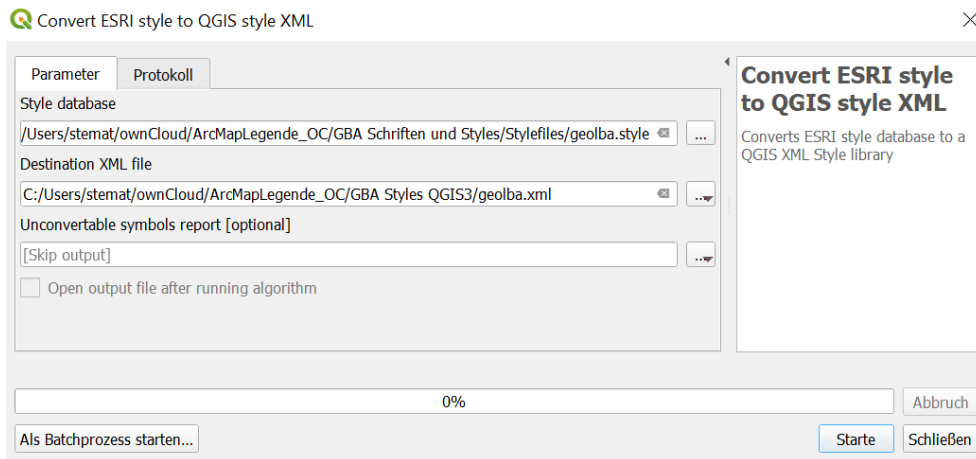 Convert ESRI style to QGIS style XML
Parameter
Protokoll
Style database
/Users/stemat/ownCloud/ArcMapLegende_OC/GBA Schriften und Styles/Stylefiles/geolba.style
...
Destination XML file
C:/Users/stemat/ownCloud/ArcMapLegende_OC/GBA Styles QGIS3/geolba.xml
...
Unconvertable symbols report [optional]
[Skip output]
...
Open output file after running algorithm
Convert ESRI style
to QGIS style XML
Converts ESRI style database to a
QGIS XML Style library
0%
Abbruch
Als Batchprozess starten...
Starte
Schließen